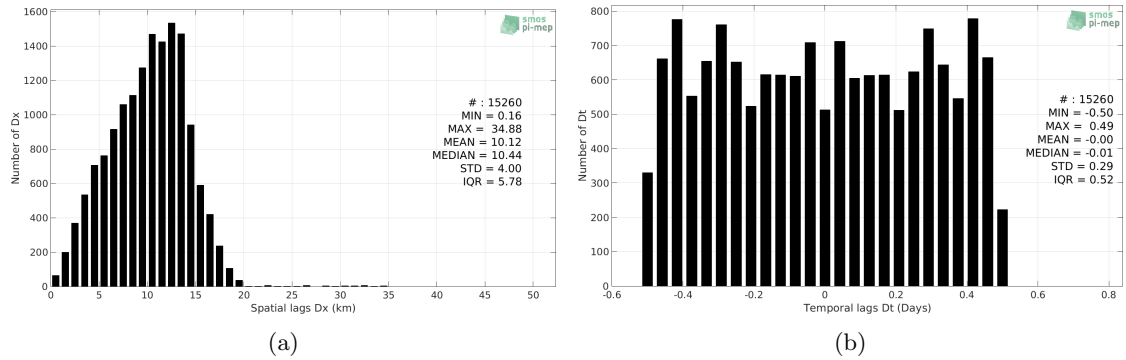 1600
1400
1200
1000
800
600
400
200
0
Number of Dx
smos
pi-mep
# : 15260
MIN = 0.16
MAX = 34.88
MEAN = 10.12
MEDIAN = 10.44
STD = 4.00
IQR = 5.78
0 5 10 15 20 25 30 35 40 45 50
Spatial lags Dx (km)
(a)
800
700
600
500
400
300
200
100
0
Number of Dt
smos
pi-mep
# : 15260
MIN = -0.50
MAX = 0.49
MEAN = -0.00
MEDIAN = -0.01
STD = 0.29
IQR = 0.52
-0.6 -0.4 -0.2 0 0.2 0.4 0.6 0.8
Temporal lags Dt (Days)
(b)